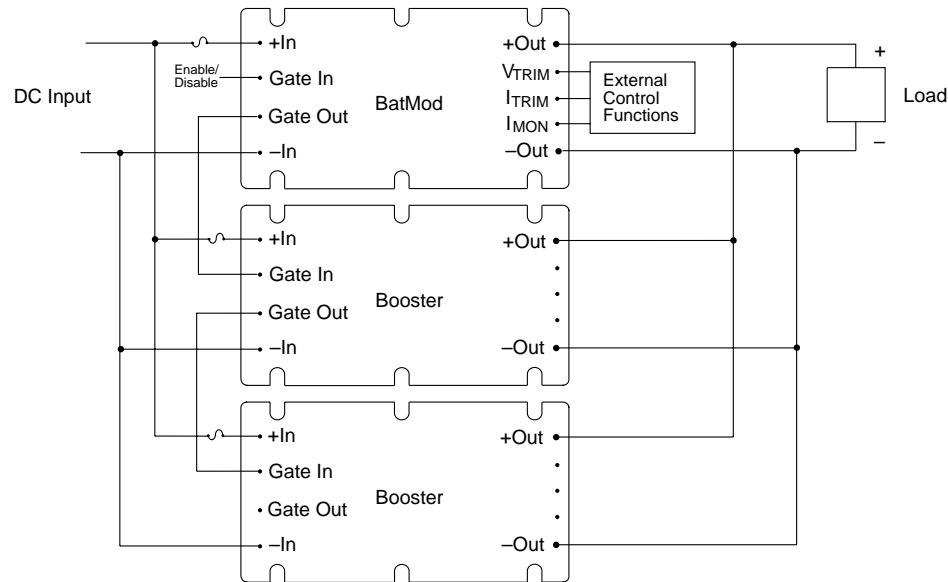 +In
+Out
+
Enable/
Disable
Gate In
VTRIM
External
Control
Functions
DC Input
BatMod
ITRIM
Load
Gate Out
IMON
–In
–Out
–
+In
+Out
Gate In
Booster
Gate Out
–In
–Out
+In
+Out
Gate In
Booster
Gate Out
–In
–Out